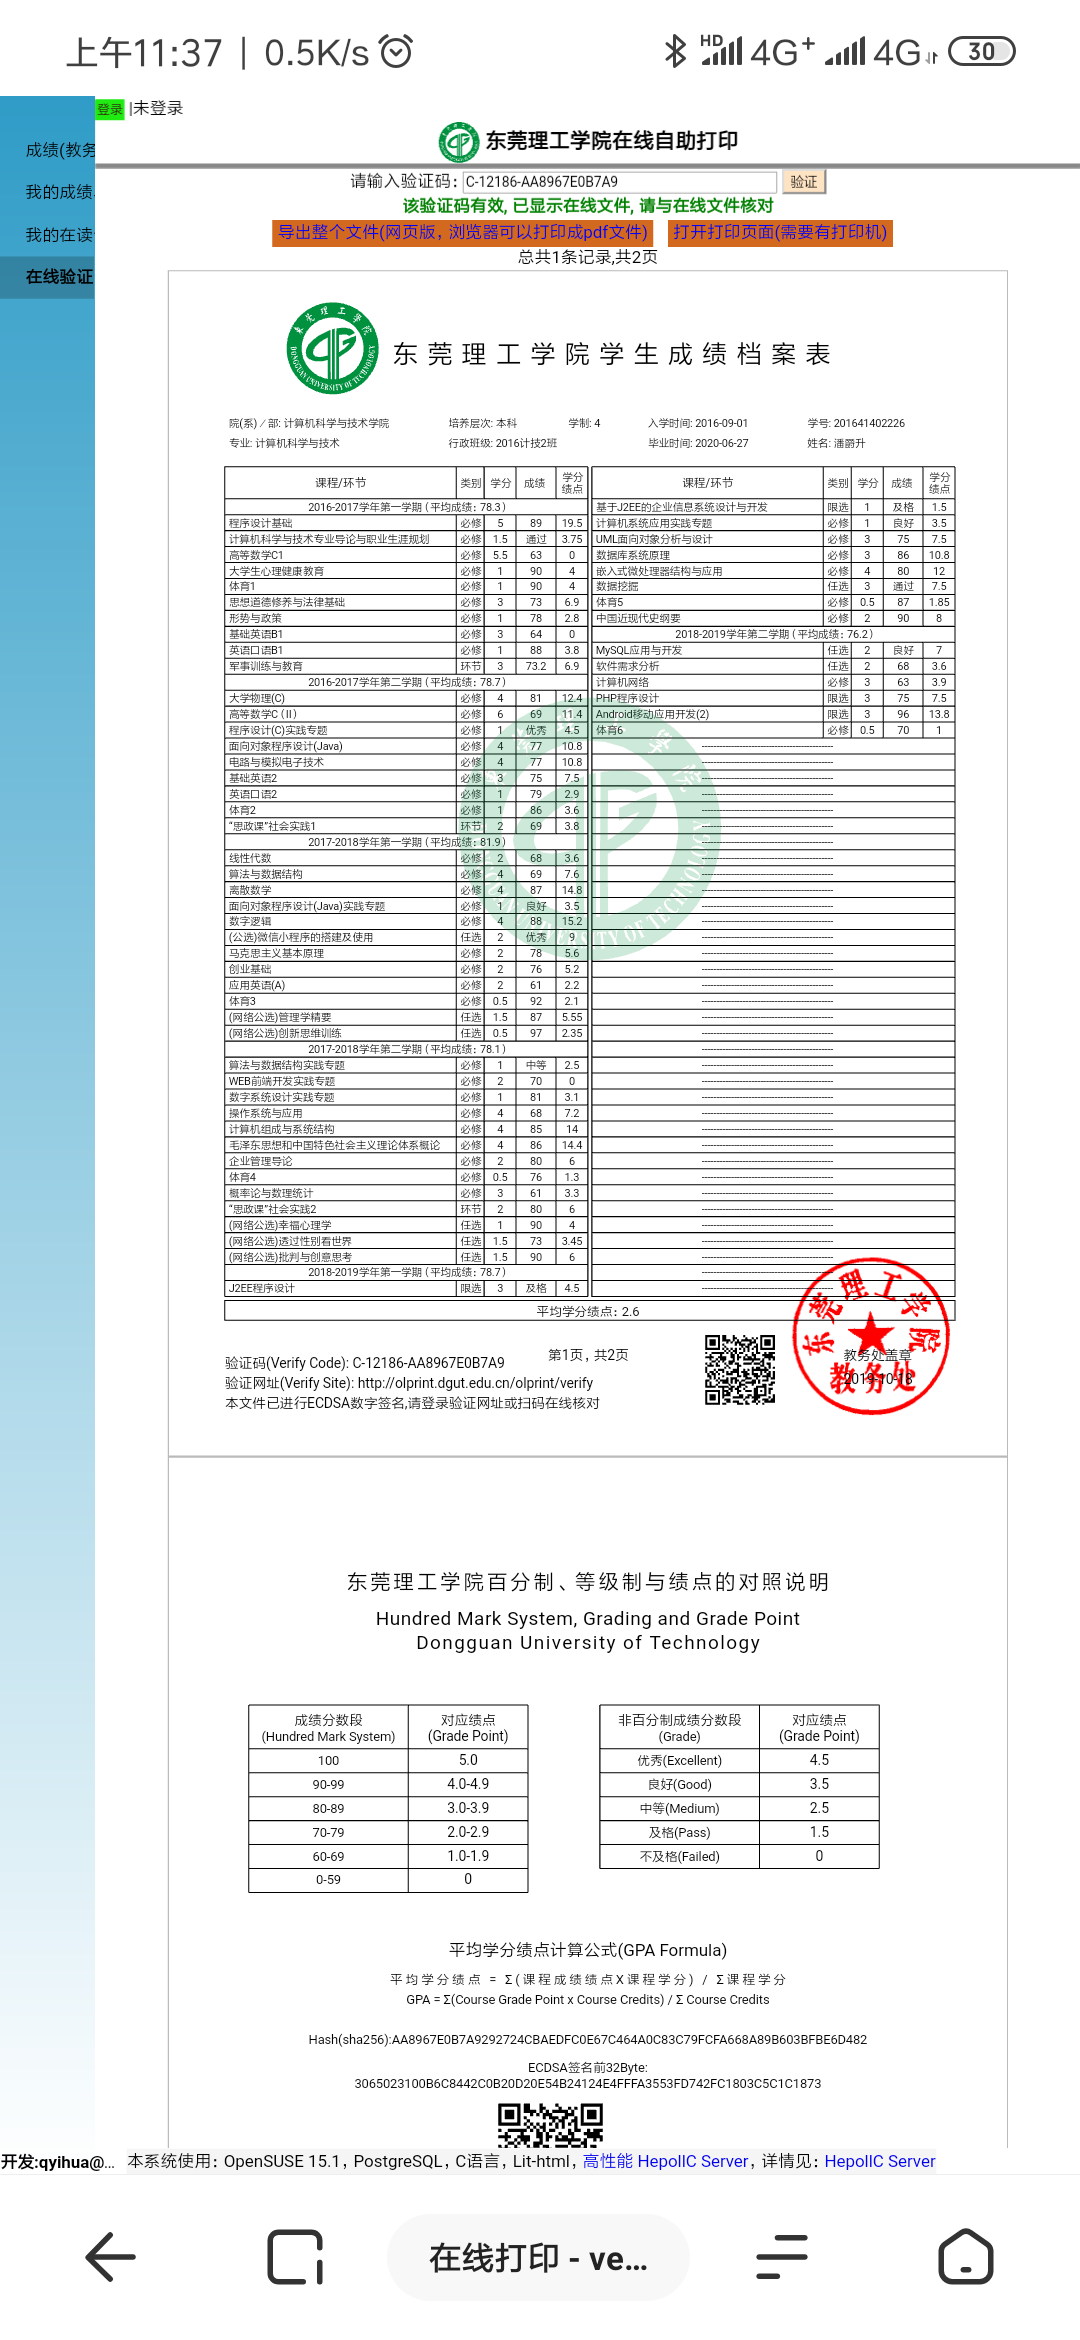 上午11:37 | 0.5K/s
HD 4G+ 4G 30
登录 |未登录
东莞理工学院在线自助打印
成绩(教务
我的成绩
我的在读
在线验证
请输入验证码: C-12186-AA8967E0B7A9 验证
该验证码有效, 已显示在线文件, 请与在线文件核对
导出整个文件(网页版, 浏览器可以打印成pdf文件) 打开打印页面(需要有打印机)
总共1条记录,共2页
东莞理工学院学生成绩档案表
院(系)/部: 计算机科学与技术学院 培养层次: 本科 学制: 4 入学时间: 2016-09-01 学号: 201641402226
专业: 计算机科学与技术 行政班级: 2016计技2班 毕业时间: 2020-06-27 姓名: 潘爵升
课程/环节 类别 学分 成绩 学分绩点
2016-2017学年第一学期 (平均成绩: 78.3)
程序设计基础 必修 5 89 19.5
计算机科学与技术专业导论与职业生涯规划 必修 1.5 通过 3.75
高等数学C1 必修 5.5 63 0
大学生心理健康教育 必修 1 90 4
体育1 必修 1 90 4
思想道德修养与法律基础 必修 3 73 6.9
形势与政策 必修 1 78 2.8
基础英语B1 必修 3 64 0
英语口语B1 必修 1 88 3.8
军事训练与教育 环节 3 73.2 6.9
2016-2017学年第二学期 (平均成绩: 78.7)
大学物理(C) 必修 4 81 12.4
高等数学C (II) 必修 6 69 11.4
程序设计(C)实践专题 必修 1 优秀 4.5
面向对象程序设计(Java) 必修 4 77 10.8
电路与模拟电子技术 必修 4 77 10.8
基础英语2 必修 3 75 7.5
英语口语2 必修 1 79 2.9
体育2 必修 1 86 3.6
“思政课”社会实践1 环节 2 69 3.8
2017-2018学年第一学期 (平均成绩: 81.9)
线性代数 必修 2 68 3.6
算法与数据结构 必修 4 69 7.6
离散数学 必修 4 87 14.8
面向对象程序设计(Java)实践专题 必修 1 良好 3.5
数字逻辑 必修 4 88 15.2
(公选)微信小程序的搭建及使用 任选 2 优秀 9
马克思主义基本原理 必修 2 78 5.6
创业基础 必修 2 76 5.2
应用英语(A) 必修 2 61 2.2
体育3 必修 0.5 92 2.1
(网络公选)管理学精要 任选 1.5 87 5.55
(网络公选)创新思维训练 任选 0.5 97 2.35
2017-2018学年第二学期 (平均成绩: 78.1)
算法与数据结构实践专题 必修 1 中等 2.5
WEB前端开发实践专题 必修 2 70 0
数字系统设计实践专题 必修 1 81 3.1
操作系统与应用 必修 4 68 7.2
计算机组成与系统结构 必修 4 85 14
毛泽东思想和中国特色社会主义理论体系概论 必修 4 86 14.4
企业管理导论 必修 2 80 6
体育4 必修 0.5 76 1.3
概率论与数理统计 必修 3 61 3.3
“思政课”社会实践2 环节 2 80 6
(网络公选)幸福心理学 任选 1 90 4
(网络公选)透过性别看世界 任选 1.5 73 3.45
(网络公选)批判与创意思考 任选 1.5 90 6
2018-2019学年第一学期 (平均成绩: 78.7)
J2EE程序设计 限选 3 及格 4.5
课程/环节 类别 学分 成绩 学分绩点
基于J2EE的企业信息系统设计与开发 限选 1 及格 1.5
计算机系统应用实践专题 必修 1 良好 3.5
UML面向对象分析与设计 必修 3 75 7.5
数据库系统原理 必修 3 86 10.8
嵌入式微处理器结构与应用 必修 4 80 12
数据挖掘 任选 3 通过 7.5
体育5 必修 0.5 87 1.85
中国近现代史纲要 必修 2 90 8
2018-2019学年第二学期 (平均成绩: 76.2)
MySQL应用与开发 任选 2 良好 7
软件需求分析 任选 2 68 3.6
计算机网络 必修 3 63 3.9
PHP程序设计 限选 3 75 7.5
Android移动应用开发(2) 限选 3 96 13.8
体育6 必修 0.5 70 1
平均学分绩点: 2.6
验证码(Verify Code): C-12186-AA8967E0B7A9 第1页, 共2页
验证网址(Verify Site): http://olprint.dgut.edu.cn/olprint/verify
本文件已进行ECDSA数字签名,请登录验证网址或扫码在线核对
东莞理工学院
教务处
教务处盖章
2019-10-18
东莞理工学院百分制、等级制与绩点的对照说明
Hundred Mark System, Grading and Grade Point
Dongguan University of Technology
成绩分数段 (Hundred Mark System) 对应绩点 (Grade Point)
100 5.0
90-99 4.0-4.9
80-89 3.0-3.9
70-79 2.0-2.9
60-69 1.0-1.9
0-59 0
非百分制成绩分数段 (Grade) 对应绩点 (Grade Point)
优秀(Excellent) 4.5
良好(Good) 3.5
中等(Medium) 2.5
及格(Pass) 1.5
不及格(Failed) 0
平均学分绩点计算公式(GPA Formula)
平均学分绩点 = Σ(课程成绩绩点X课程学分) / Σ课程学分
GPA = Σ(Course Grade Point x Course Credits) / Σ Course Credits
Hash(sha256):AA8967E0B7A9292724CBAEDFC0E67C464A0C83C79FCFA668A89B603BFBE6D482
ECDSA签名前32Byte:
3065023100B6C8442C0B20D20E54B24124E4FFFA3553FD742FC1803C5C1C1873
开发:qyihua@... 本系统使用: OpenSUSE 15.1, PostgreSQL, C语言, Lit-html, 高性能 HepollC Server, 详情见: HepollC Server
在线打印 - ve...